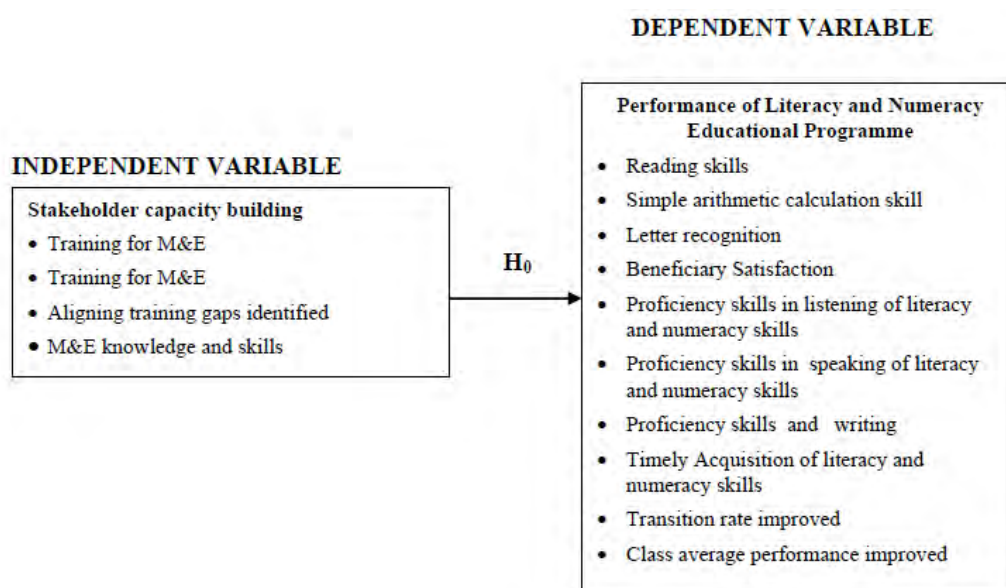 INDEPENDENT VARIABLE
Stakeholder capacity building
• Training for M&E
• Training for M&E
• Aligning training gaps identified
• M&E knowledge and skills
H0
DEPENDENT VARIABLE
Performance of Literacy and Numeracy
Educational Programme
• Reading skills
• Simple arithmetic calculation skill
• Letter recognition
• Beneficiary Satisfaction
• Proficiency skills in listening of literacy
and numeracy skills
• Proficiency skills in speaking of literacy
and numeracy skills
• Proficiency skills and writing
• Timely Acquisition of literacy and
numeracy skills
• Transition rate improved
• Class average performance improved